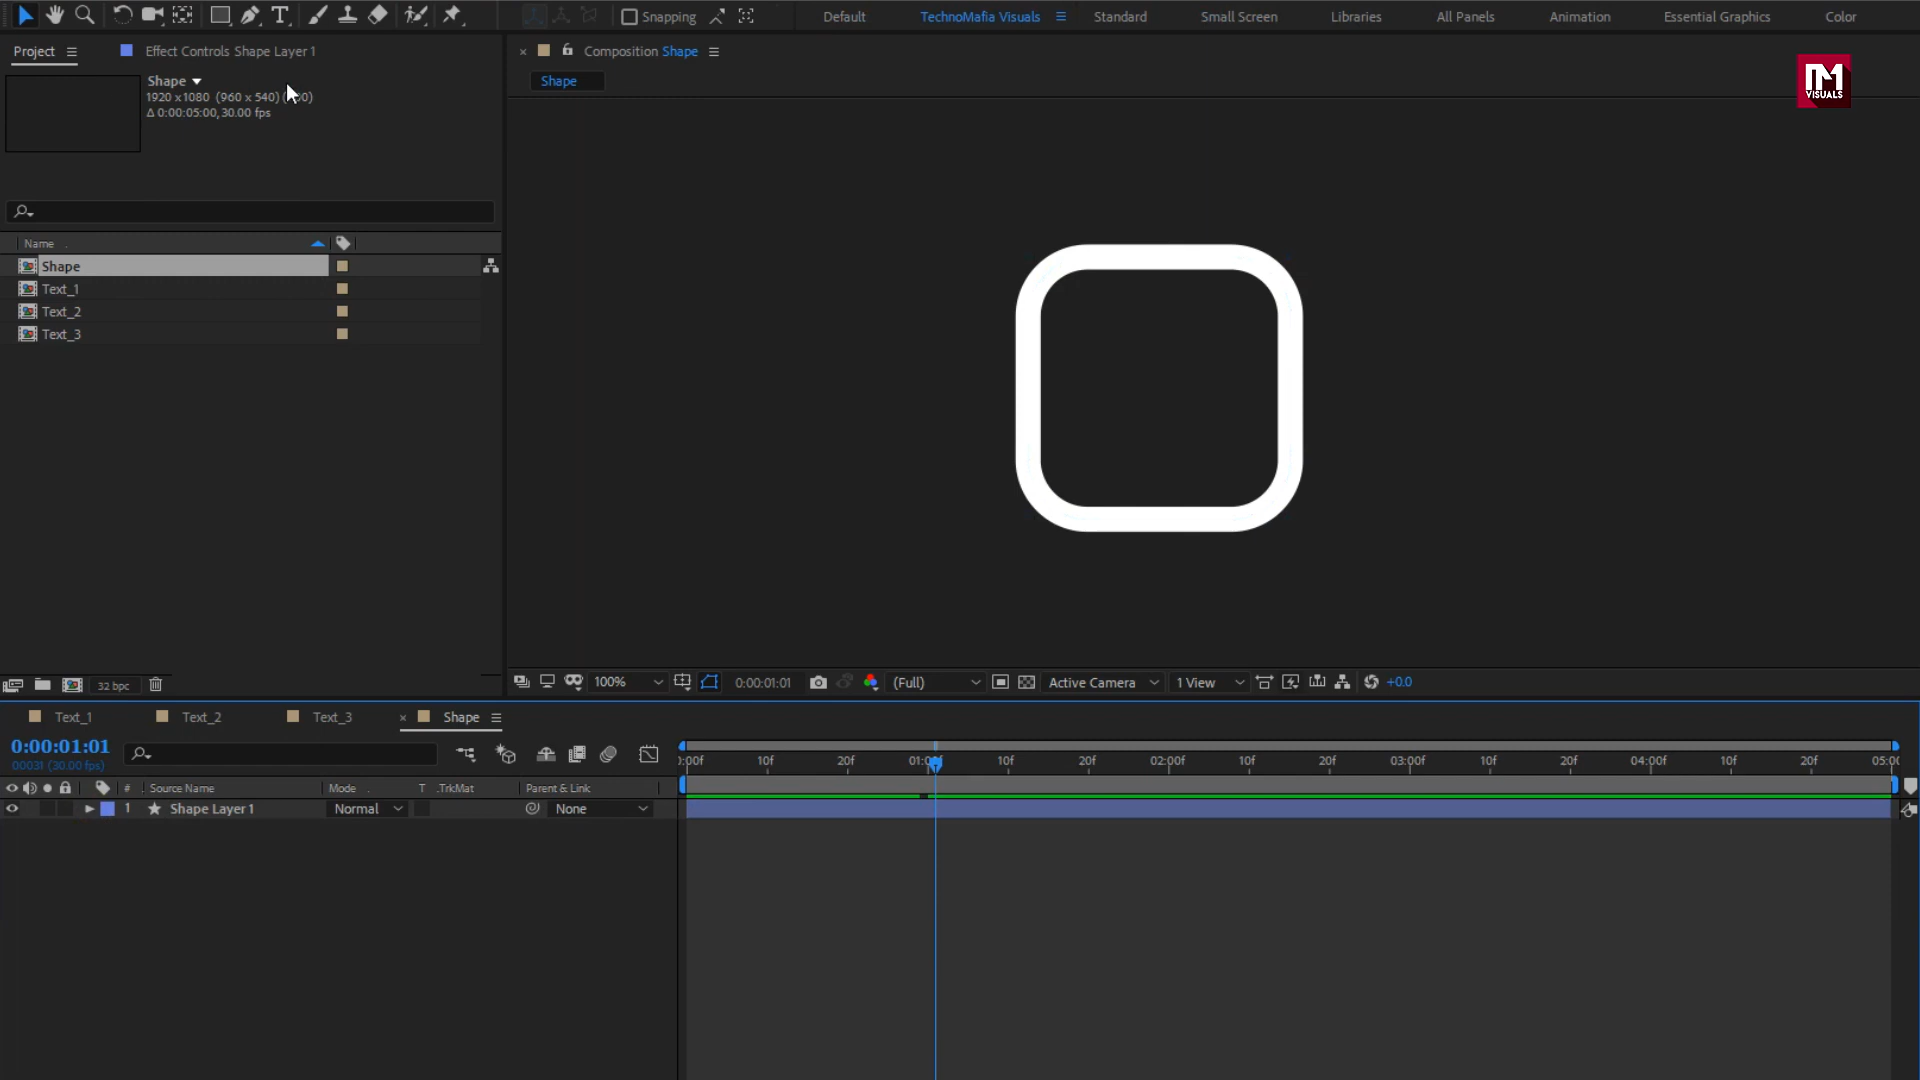 Snapping
Default
TechnoMafia Visuals
Standard
Small Screen
Libraries
All Panels
Animation
Essential Graphics
Color
Project
Effect Controls Shape Layer 1
Composition Shape
Shape
VISUALS
Shape
1920 x 1080 (960 x 540)
Δ 0:00:05:00, 30.00 fps
Name
Shape
Text_1
Text_2
Text_3
32 bpc
100%
0:00:01:01
(Full)
Active Camera
1 View
+0.0
Text_1
Text_2
Text_3
Shape
0:00:01:01
00031 (30.00 fps)
:00f 10f 20f 10f 20f 02:00f 10f 20f 03:00f 10f 20f 04:00f 10f 20f
# Source Name Mode T .TrkMat Parent & Link
1 Shape Layer 1 Normal None